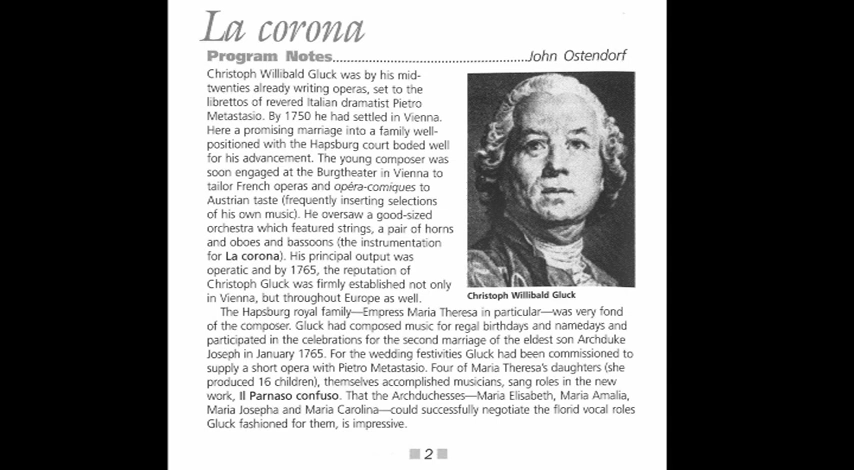 La corona
Program Notes...........................................John Ostendorf
Christoph Willibald Gluck was by his mid-
twenties already writing operas, set to the
librettos of revered Italian dramatist Pietro
Metastasio. By 1750 he had settled in Vienna.
Here a promising marriage into a family well-
positioned with the Hapsburg court boded well
for his advancement. The young composer was
soon engaged at the Burgtheater in Vienna to
tailor French operas and opéra-comiques to
Austrian taste (frequently inserting selections
of his own music). He oversaw a good-sized
orchestra which featured strings, a pair of horns
and oboes and bassoons (the instrumentation
for La corona). His principal output was
operatic and by 1765, the reputation of
Christoph Gluck was firmly established not only
in Vienna, but throughout Europe as well.
Christoph Willibald Gluck
The Hapsburg royal family—Empress Maria Theresa in particular—was very fond
of the composer. Gluck had composed music for regal birthdays and namedays and
participated in the celebrations for the second marriage of the eldest son Archduke
Joseph in January 1765. For the wedding festivities Gluck had been commissioned to
supply a short opera with Pietro Metastasio. Four of Maria Theresa's daughters (she
produced 16 children), themselves accomplished musicians, sang roles in the new
work, Il Parnaso confuso. That the Archduchesses—Maria Elisabeth, Maria Amalia,
Maria Josepha and Maria Carolina—could successfully negotiate the florid vocal roles
Gluck fashioned for them, is impressive.
2